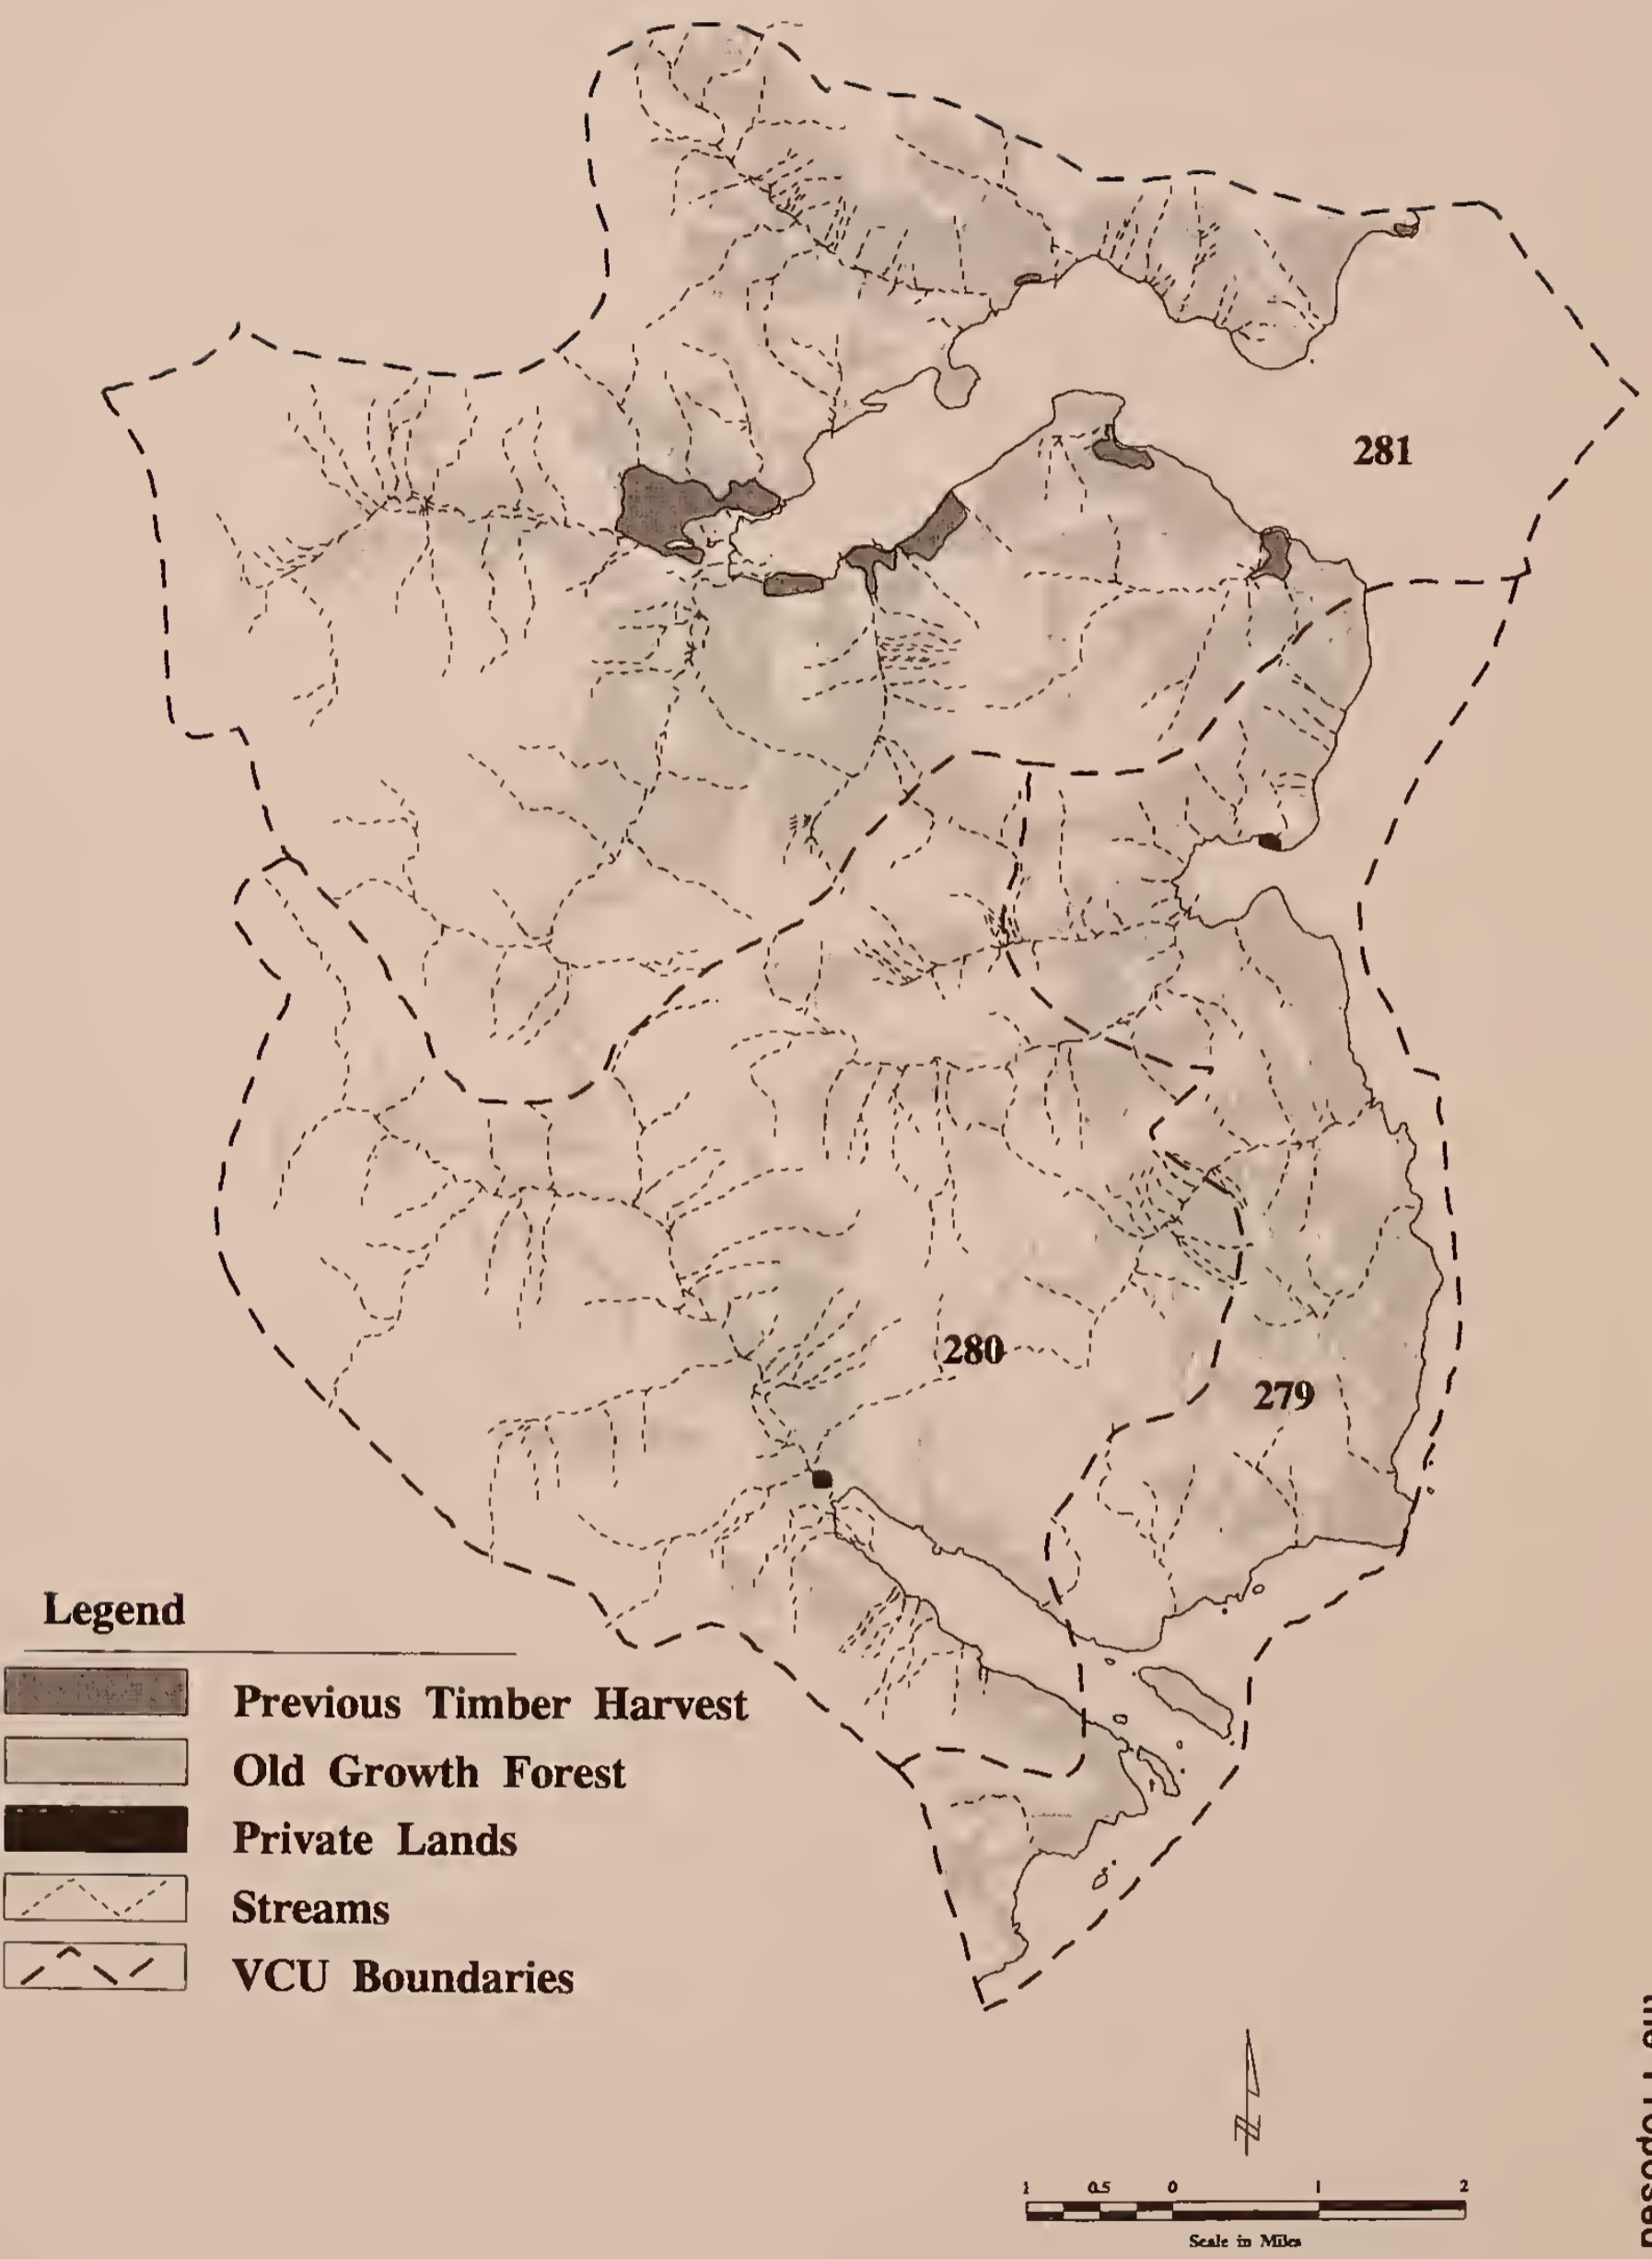 281
280
279
Legend
Previous Timber Harvest
Old Growth Forest
Private Lands
Streams
VCU Boundaries
1 0.5 0 1 2
Scale in Miles